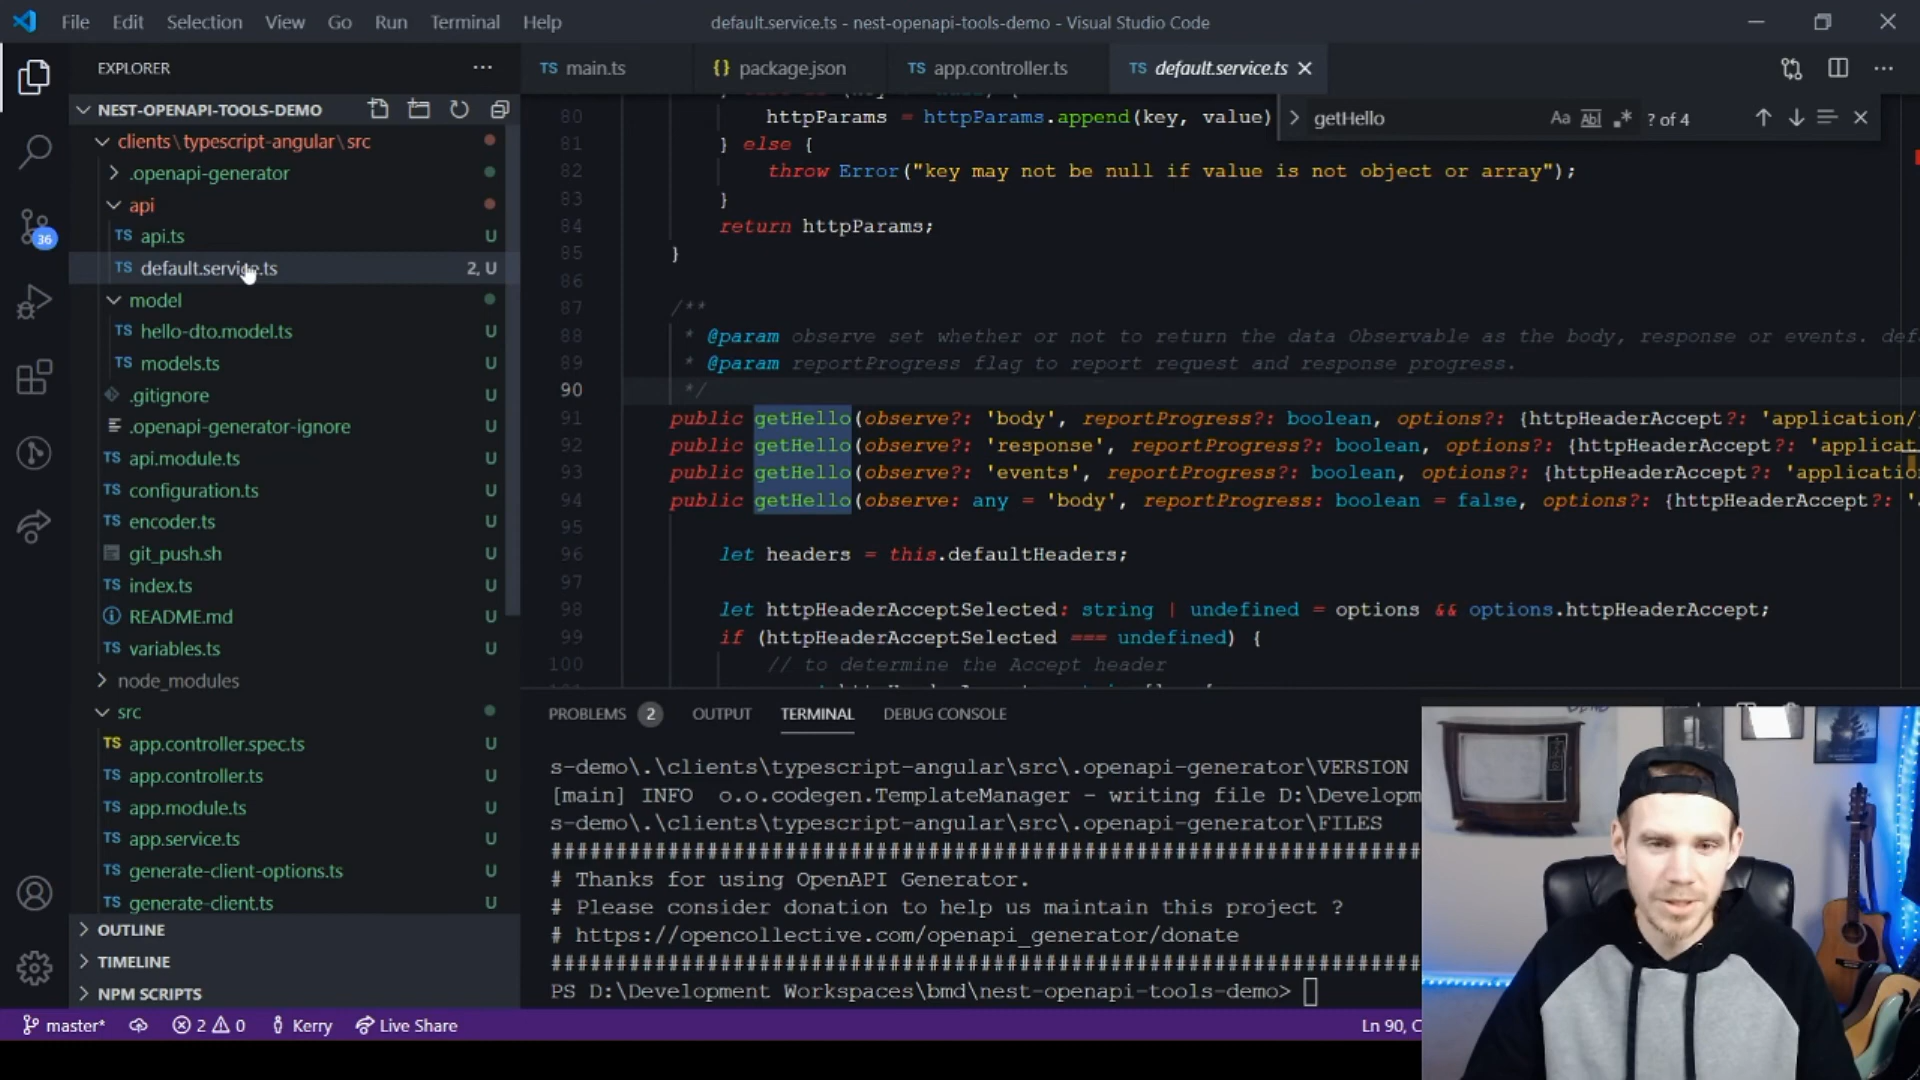 File Edit Selection View Go Run Terminal Help
default.service.ts - nest-openapi-tools-demo - Visual Studio Code
EXPLORER
NEST-OPENAPI-TOOLS-DEMO
clients\typescript-angular\src
.openapi-generator
api
TS api.ts U
TS default.service.ts 2, U
model
TS hello-dto.model.ts U
TS models.ts U
.gitignore U
.openapi-generator-ignore U
TS api.module.ts U
TS configuration.ts U
TS encoder.ts U
git_push.sh U
TS index.ts U
README.md U
TS variables.ts U
node_modules
src
TS app.controller.spec.ts U
TS app.controller.ts U
TS app.module.ts U
TS app.service.ts U
TS generate-client-options.ts U
TS generate-client.ts U
OUTLINE
TIMELINE
NPM SCRIPTS
36
TS main.ts
{} package.json
TS app.controller.ts
TS default.service.ts
getHello
Aa Abl .* ? of 4
80 httpParams = httpParams.append(key, value)
81 } else {
82 throw Error("key may not be null if value is not object or array");
83 }
84 return httpParams;
85 }
86
87 /**
88 * @param observe set whether or not to return the data Observable as the body, response or events. def
89 * @param reportProgress flag to report request and response progress.
90 */
91 public getHello(observe?: 'body', reportProgress?: boolean, options?: {httpHeaderAccept?: 'application/
92 public getHello(observe?: 'response', reportProgress?: boolean, options?: {httpHeaderAccept?: 'applicat
93 public getHello(observe?: 'events', reportProgress?: boolean, options?: {httpHeaderAccept?: 'applicatio
94 public getHello(observe: any = 'body', reportProgress: boolean = false, options?: {httpHeaderAccept?: '
95
96 let headers = this.defaultHeaders;
97
98 let httpHeaderAcceptSelected: string | undefined = options && options.httpHeaderAccept;
99 if (httpHeaderAcceptSelected === undefined) {
100 // to determine the Accept header
PROBLEMS 2 OUTPUT TERMINAL DEBUG CONSOLE
s-demo\.\clients\typescript-angular\src\.openapi-generator\VERSION
[main] INFO o.o.codegen.TemplateManager - writing file D:\Developm
s-demo\.\clients\typescript-angular\src\.openapi-generator\FILES
########################################################################
# Thanks for using OpenAPI Generator.
# Please consider donation to help us maintain this project ?
# https://opencollective.com/openapi_generator/donate
########################################################################
PS D:\Development Workspaces\bmd\nest-openapi-tools-demo>
master* 2 0 Kerry Live Share
Ln 90, C